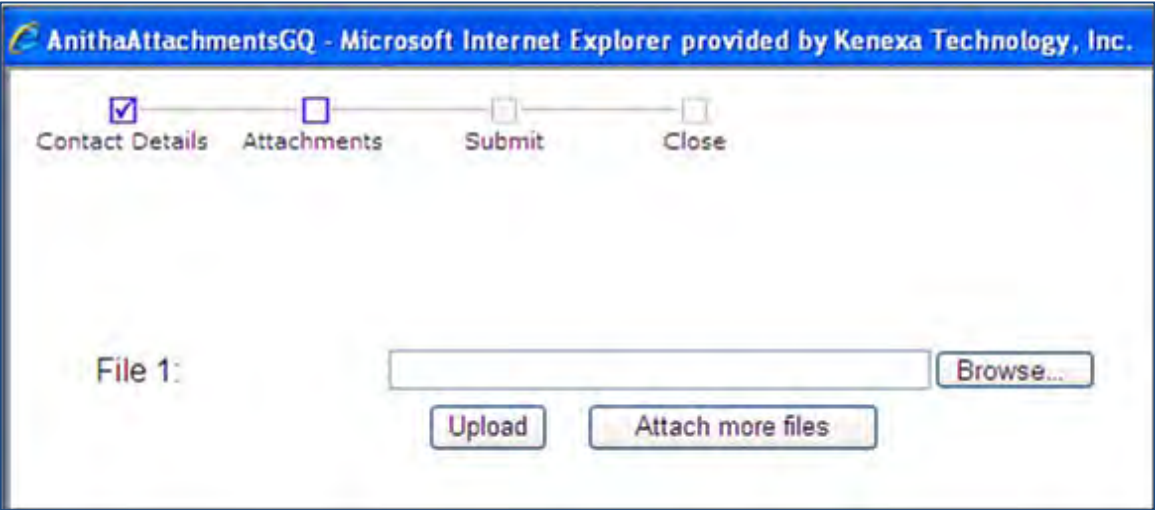 AnithaAttachmentsGQ - Microsoft Internet Explorer provided by Kenexa Technology, Inc.
Contact Details Attachments Submit Close
File 1: Browse...
Upload Attach more files